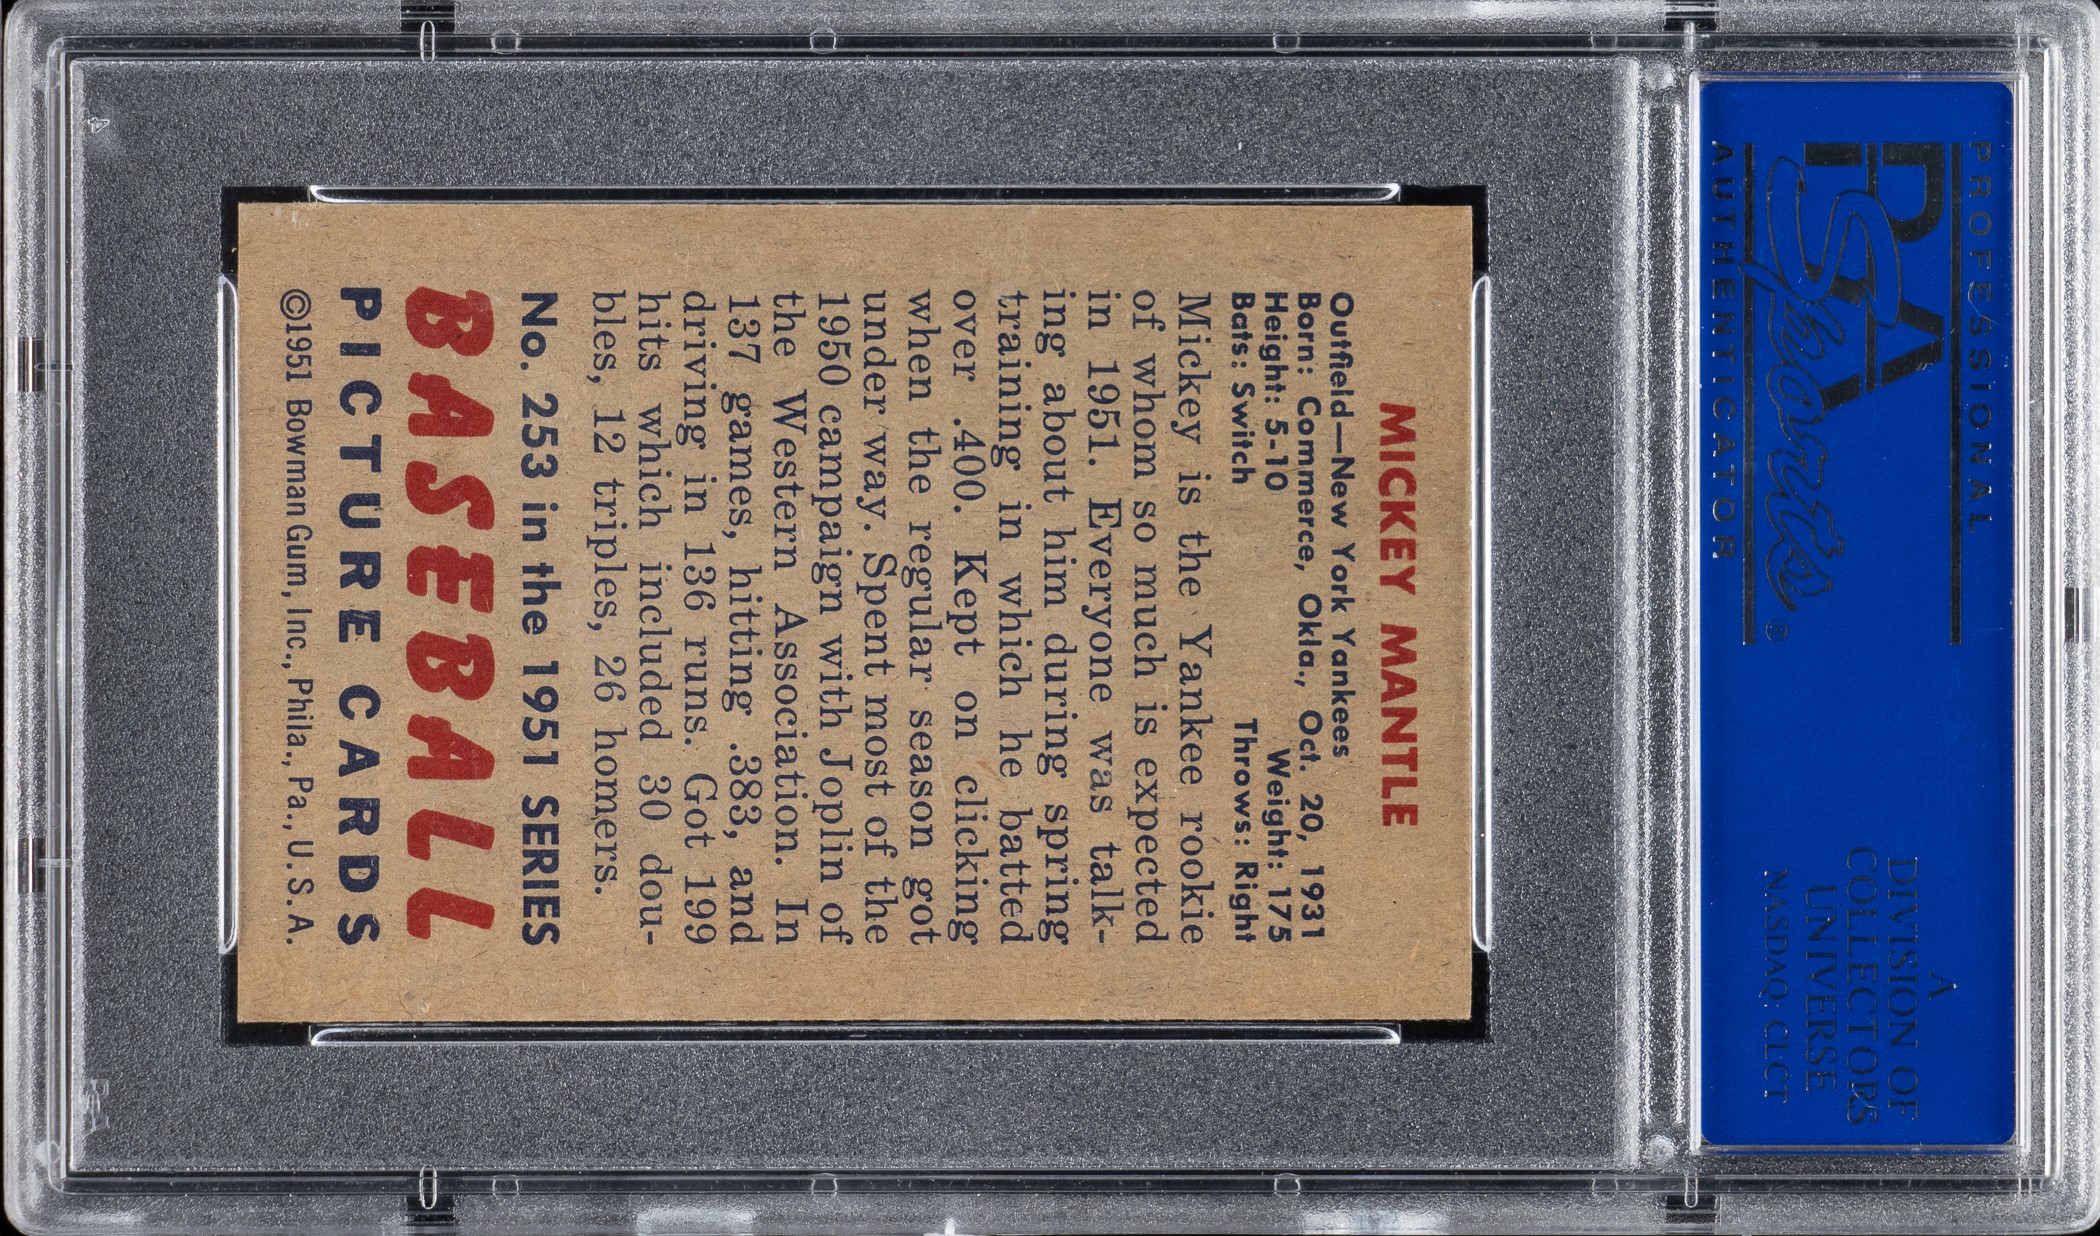 PROFESSIONAL
PSA
Sports®
AUTHENTICATOR
A
DIVISION OF
COLLECTORS
UNIVERSE
NASDAQ: CLCT
MICKEY MANTLE
Outfield—New York Yankees
Born: Commerce, Okla., Oct. 20, 1931
Height: 5-10 Weight: 175
Bats: Switch Throws: Right
Mickey is the Yankee rookie
of whom so much is expected
in 1951. Everyone was talk-
ing about him during spring
training in which he batted
over .400. Kept on clicking
when the regular season got
under way. Spent most of the
1950 campaign with Joplin of
the Western Association. In
137 games, hitting .383, and
driving in 136 runs. Got 199
hits which included 30 dou-
bles, 12 triples, 26 homers.
No. 253 in the 1951 SERIES
BASEBALL
PICTURE CARDS
©1951 Bowman Gum, Inc., Phila., Pa., U. S. A.
4
PSA